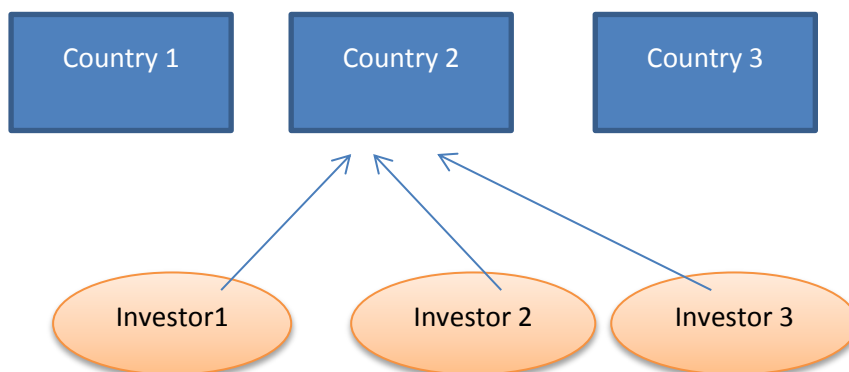 Country 1
Country 2
Country 3
Investor1
Investor 2
Investor 3